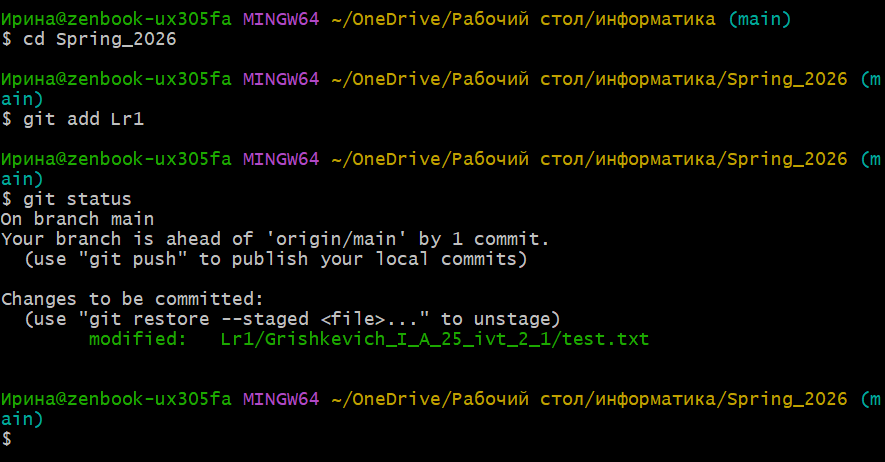 Ирина@zenbook-ux305fa MINGW64 ~/OneDrive/Рабочий стол/информатика (main)
$ cd Spring_2026
Ирина@zenbook-ux305fa MINGW64 ~/OneDrive/Рабочий стол/информатика/Spring_2026 (m
ain)
$ git add Lr1
Ирина@zenbook-ux305fa MINGW64 ~/OneDrive/Рабочий стол/информатика/Spring_2026 (m
ain)
$ git status
On branch main
Your branch is ahead of 'origin/main' by 1 commit.
  (use "git push" to publish your local commits)
Changes to be committed:
  (use "git restore --staged <file>..." to unstage)
        modified:   Lr1/Grishkevich_I_A_25_ivt_2_1/test.txt
Ирина@zenbook-ux305fa MINGW64 ~/OneDrive/Рабочий стол/информатика/Spring_2026 (m
ain)
$